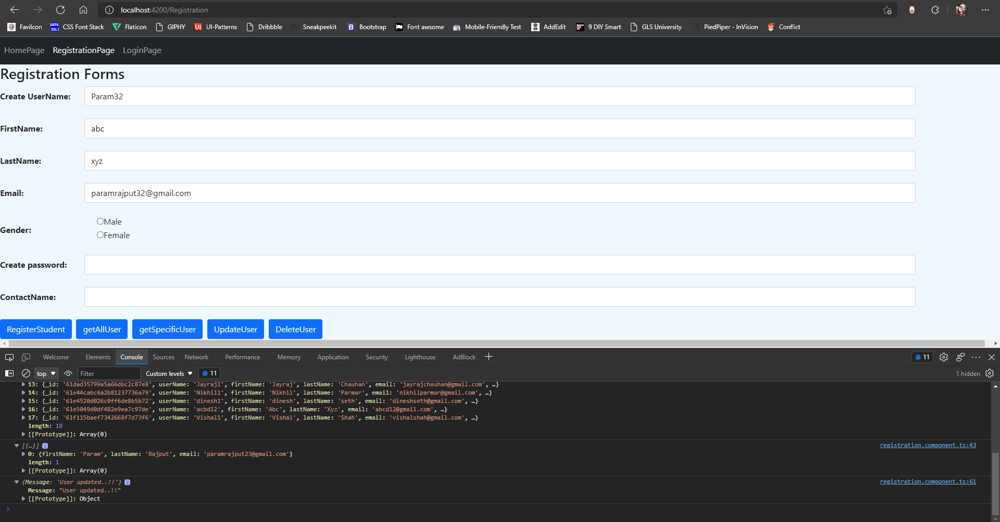 localhost:4200/Registration
FaviIcon CSS Font Stack Flaticon GIPHY UI UI-Patterns Dribbble Sneakpeekit B Bootstrap Font awsome Mobile-Friendly Test AddEdit 9 DIY Smart GLS University PiedPiper - InVision Conflict
HomePage RegistrationPage LoginPage
Registration Forms
Create UserName: Param32
FirstName: abc
LastName: xyz
Email: paramrajput32@gmail.com
Male
Gender:
Female
Create password:
ContactName:
RegisterStudent getAllUser getSpecificUser UpdateUser DeleteUser
Welcome Elements Console Sources Network Performance Memory Application Security Lighthouse AdBlock 11
top Filter Custom levels 11 1 hidden
13: {_id: '61dad35799a5a66dbc2c87e8', userName: 'Jayraj1', firstName: 'Jayraj', lastName: 'Chauhan', email: 'jayrajchauhan@gmail.com', …}
14: {_id: '61e44cabc6a2b81237736a79', userName: 'Nikhil1', firstName: 'Nikhil', lastName: 'Parmar', email: 'nikhilparmar@gmail.com', …}
15: {_id: '61e4520d026c0ff6de8b5b72', userName: 'dinesh1', firstName: 'dinesh', lastName: 'seth', email: 'dineshseth@gmail.com', …}
16: {_id: '61e5049d0df482e9ea7c97de', userName: 'acbd12', firstName: 'Abc', lastName: 'Xyz', email: 'abcd12@gmail.com', …}
17: {_id: '61f115baef7342668f7d73f6', userName: 'Vishal1', firstName: 'Vishal', lastName: 'Shah', email: 'vishalshah@gmail.com', …}
length: 18
[[Prototype]]: Array(0)
[{…}] i registration.component.ts:43
0: {firstName: 'Param', lastName: 'Rajput', email: 'paramrajput23@gmail.com'}
length: 1
[[Prototype]]: Array(0)
{Message: 'User updated..!!'} i registration.component.ts:61
Message: "User updated..!!"
[[Prototype]]: Object